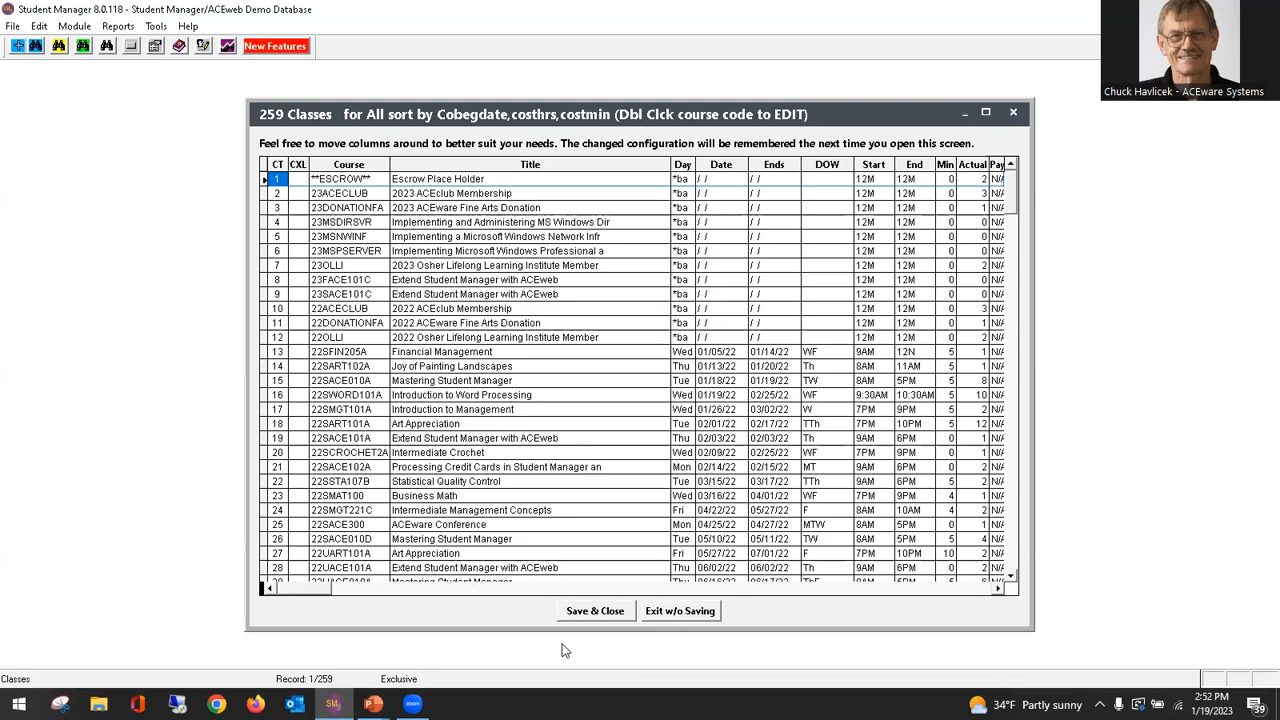 Student Manager 8.0.118 - Student Manager/ACEweb Demo Database
File Edit Module Reports Tools Help
New Features
Chuck Havlicek - ACEware Systems
259 Classes for All sort by Cobegdate,costhrs,costmin (Dbl Clck course code to EDIT)
Feel free to move columns around to better suit your needs. The changed configuration will be remembered the next time you open this screen.
CT CXL Course Title Day Date Ends DOW Start End Min Actual Pay
1 **ESCROW** Escrow Place Holder *ba / / / / 12M 12M 0 2 N/A
2 23ACECLUB 2023 ACEclub Membership *ba / / / / 12M 12M 0 3 N/A
3 23DONATIONFA 2023 ACEware Fine Arts Donation *ba / / / / 12M 12M 0 1 N/A
4 23MSDIRSVR Implementing and Administering MS Windows Dir *ba / / / / 12M 12M 0 0 N/A
5 23MSNWINF Implementing a Microsoft Windows Network Infr *ba / / / / 12M 12M 0 0 N/A
6 23MSPSERVER Implementing Microsoft Windows Professional a *ba / / / / 12M 12M 0 0 N/A
7 23OLLI 2023 Osher Lifelong Learning Institute Member *ba / / / / 12M 12M 0 2 N/A
8 23FACE101C Extend Student Manager with ACEweb *ba / / / / 12M 12M 0 0 N/A
9 23SACE101C Extend Student Manager with ACEweb *ba / / / / 12M 12M 0 0 N/A
10 22ACECLUB 2022 ACEclub Membership *ba / / / / 12M 12M 0 3 N/A
11 22DONATIONFA 2022 ACEware Fine Arts Donation *ba / / / / 12M 12M 0 1 N/A
12 22OLLI 2022 Osher Lifelong Learning Institute Member *ba / / / / 12M 12M 0 2 N/A
13 22SFIN205A Financial Management Wed 01/05/22 01/14/22 WF 9AM 12N 5 1 N/A
14 22SART102A Joy of Painting Landscapes Thu 01/13/22 01/20/22 Th 8AM 11AM 5 1 N/A
15 22SACE010A Mastering Student Manager Tue 01/18/22 01/19/22 TW 8AM 5PM 5 8 N/A
16 22SWORD101A Introduction to Word Processing Wed 01/19/22 02/25/22 WF 9:30AM 10:30AM 5 10 N/A
17 22SMGT101A Introduction to Management Wed 01/26/22 03/02/22 W 7PM 9PM 5 2 N/A
18 22SART101A Art Appreciation Tue 02/01/22 02/17/22 TTh 7PM 10PM 5 12 N/A
19 22SACE101A Extend Student Manager with ACEweb Thu 02/03/22 02/03/22 Th 9AM 6PM 0 1 N/A
20 22SCROCHET2A Intermediate Crochet Wed 02/09/22 02/25/22 WF 7PM 9PM 0 2 N/A
21 22SACE102A Processing Credit Cards in Student Manager an Mon 02/14/22 02/15/22 MT 9AM 6PM 0 2 N/A
22 22SSTA107B Statistical Quality Control Tue 03/15/22 03/17/22 TTh 9AM 6PM 5 2 N/A
23 22SMAT100 Business Math Wed 03/16/22 04/01/22 WF 7PM 9PM 4 1 N/A
24 22SMGT221C Intermediate Management Concepts Fri 04/22/22 05/27/22 F 8AM 10AM 4 2 N/A
25 22SACE300 ACEware Conference Mon 04/25/22 04/27/22 MTW 8AM 5PM 0 1 N/A
26 22SACE010D Mastering Student Manager Tue 05/10/22 05/11/22 TW 8AM 5PM 5 4 N/A
27 22UART101A Art Appreciation Fri 05/27/22 07/01/22 F 7PM 10PM 10 2 N/A
28 22UACE101A Extend Student Manager with ACEweb Thu 06/02/22 06/02/22 Th 9AM 6PM 0 2 N/A
Save & Close Exit w/o Saving
Classes Record: 1/259 Exclusive
34°F Partly sunny
2:52 PM
1/19/2023
39